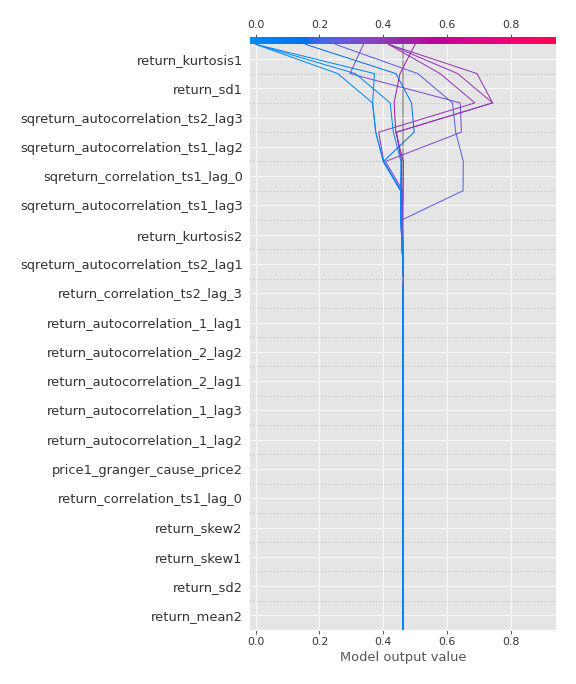 0.0 0.2 0.4 0.6 0.8
return_kurtosis1
return_sd1
sqreturn_autocorrelation_ts2_lag3
sqreturn_autocorrelation_ts1_lag2
sqreturn_correlation_ts1_lag_0
sqreturn_autocorrelation_ts1_lag3
return_kurtosis2
sqreturn_autocorrelation_ts2_lag1
return_correlation_ts2_lag_3
return_autocorrelation_1_lag1
return_autocorrelation_2_lag2
return_autocorrelation_2_lag1
return_autocorrelation_1_lag3
return_autocorrelation_1_lag2
price1_granger_cause_price2
return_correlation_ts1_lag_0
return_skew2
return_skew1
return_sd2
return_mean2
0.0 0.2 0.4 0.6 0.8
Model output value